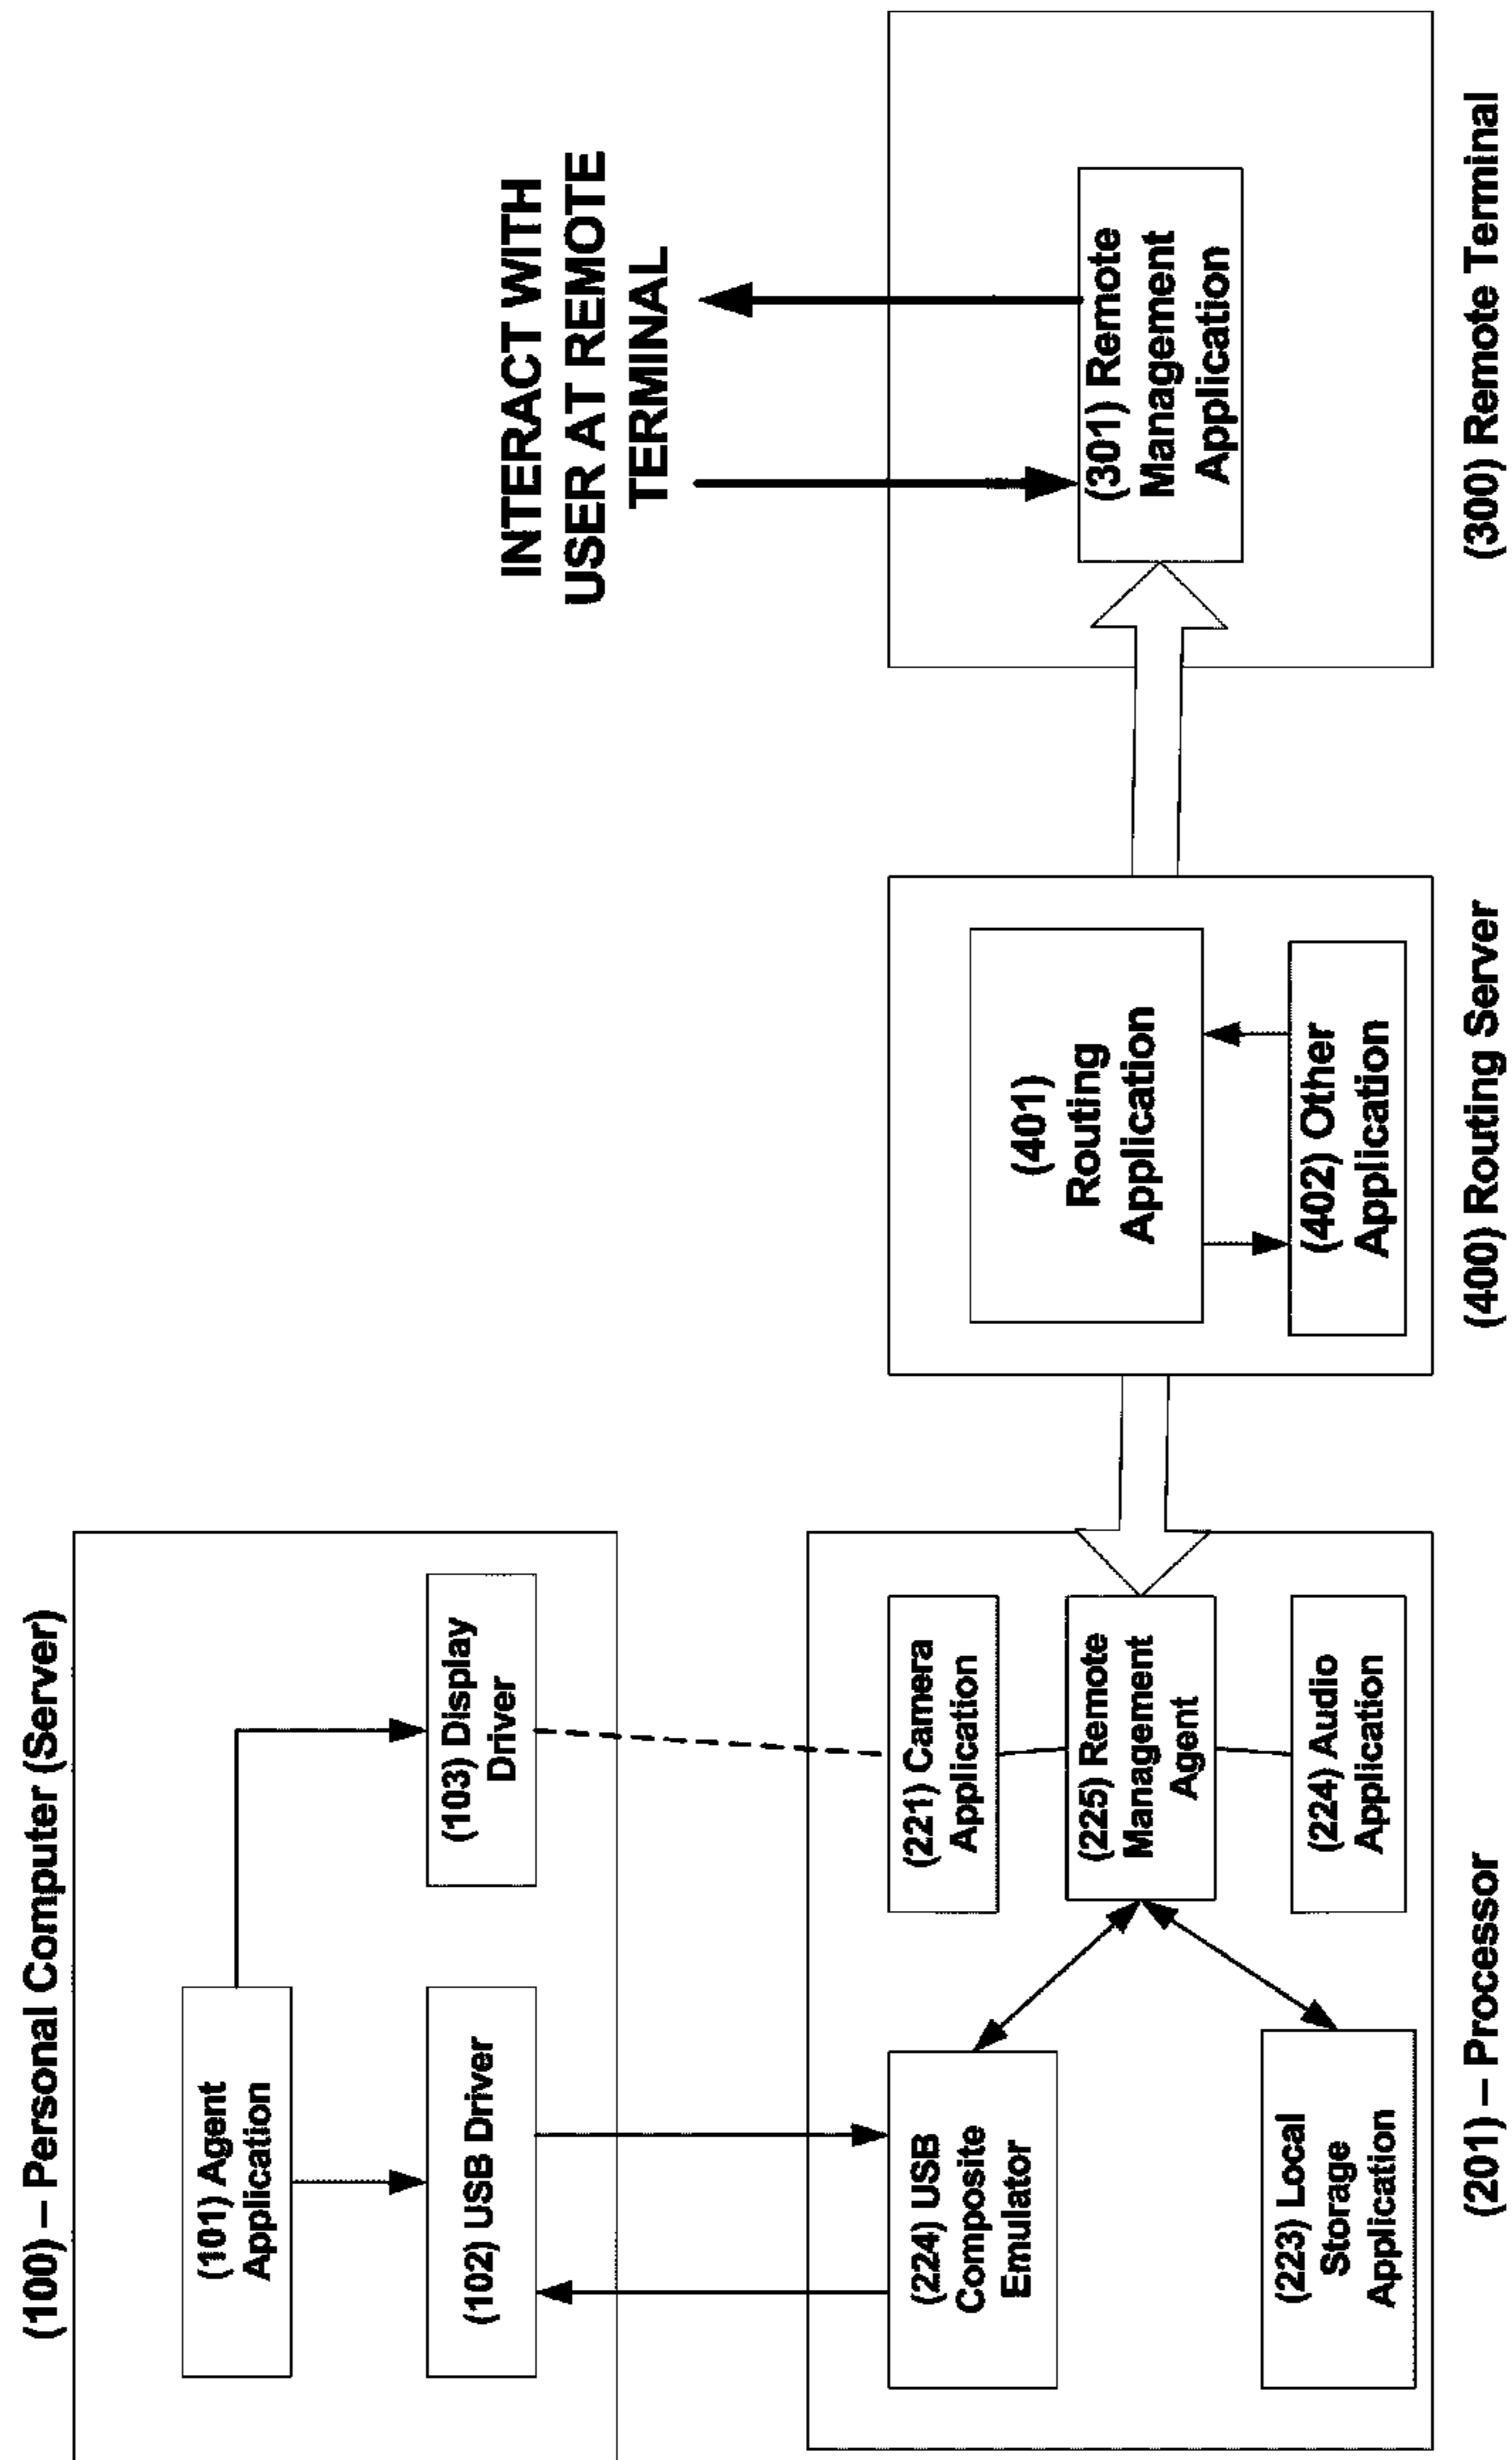 (100) – Personal Computer (Server)
(101) Agent
Application
(102) USB Driver
(103) Display
Driver
INTERACT WITH
USER AT REMOTE
TERMINAL
(224) USB
Composite
Emulator
(223) Local
Storage
Application
(221) Camera
Application
(225) Remote
Management
Agent
(224) Audio
Application
(201) – Processor
(401)
Routing
Application
(402) Other
Application
(400) Routing Server
(301) Remote
Management
Application
(300) Remote Terminal